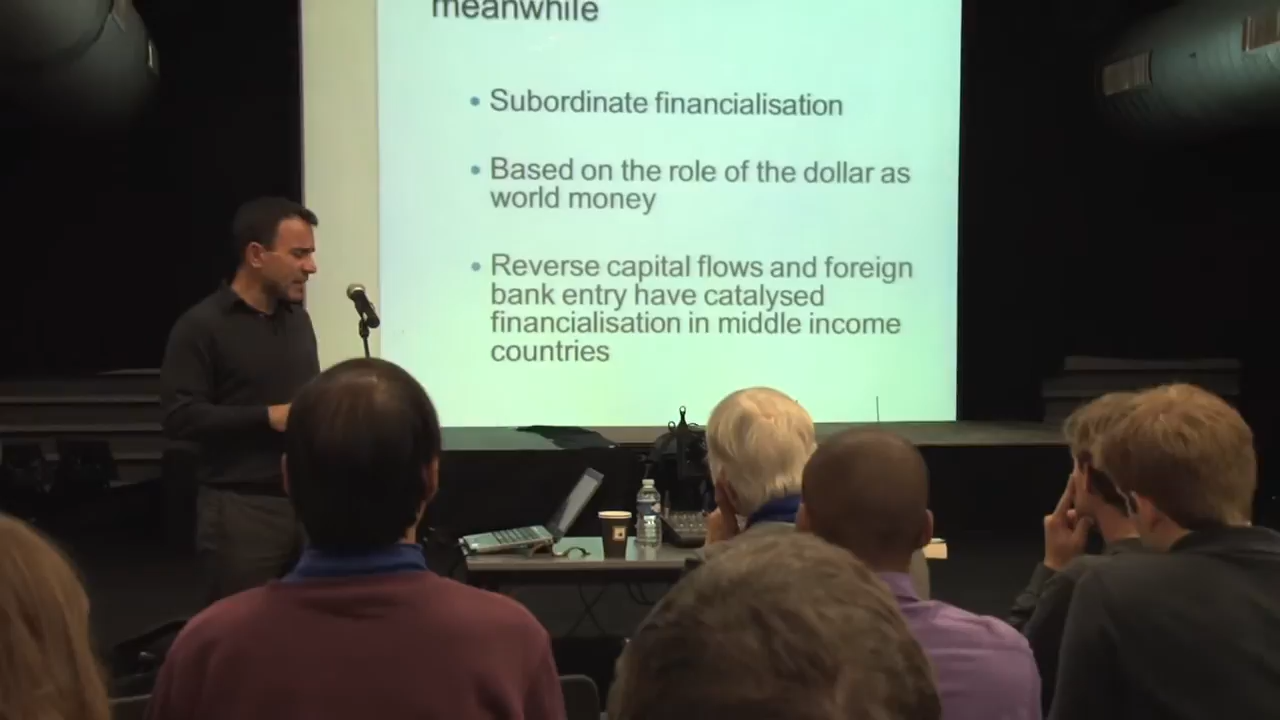 meanwhile
• Subordinate financialisation
• Based on the role of the dollar as
world money
• Reverse capital flows and foreign
bank entry have catalysed
financialisation in middle income
countries